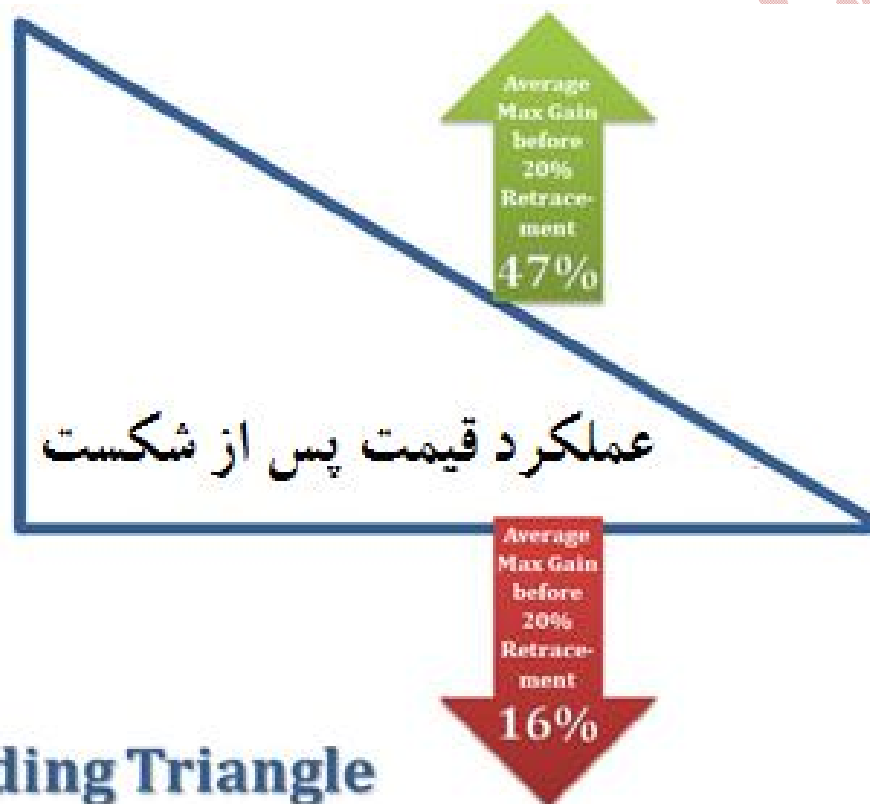 Average
Max Gain
before
20%
Retrace-
ment
47%
عملکرد قیمت پس از شکست
Average
Max Gain
before
20%
Retrace-
ment
16%
ding Triangle